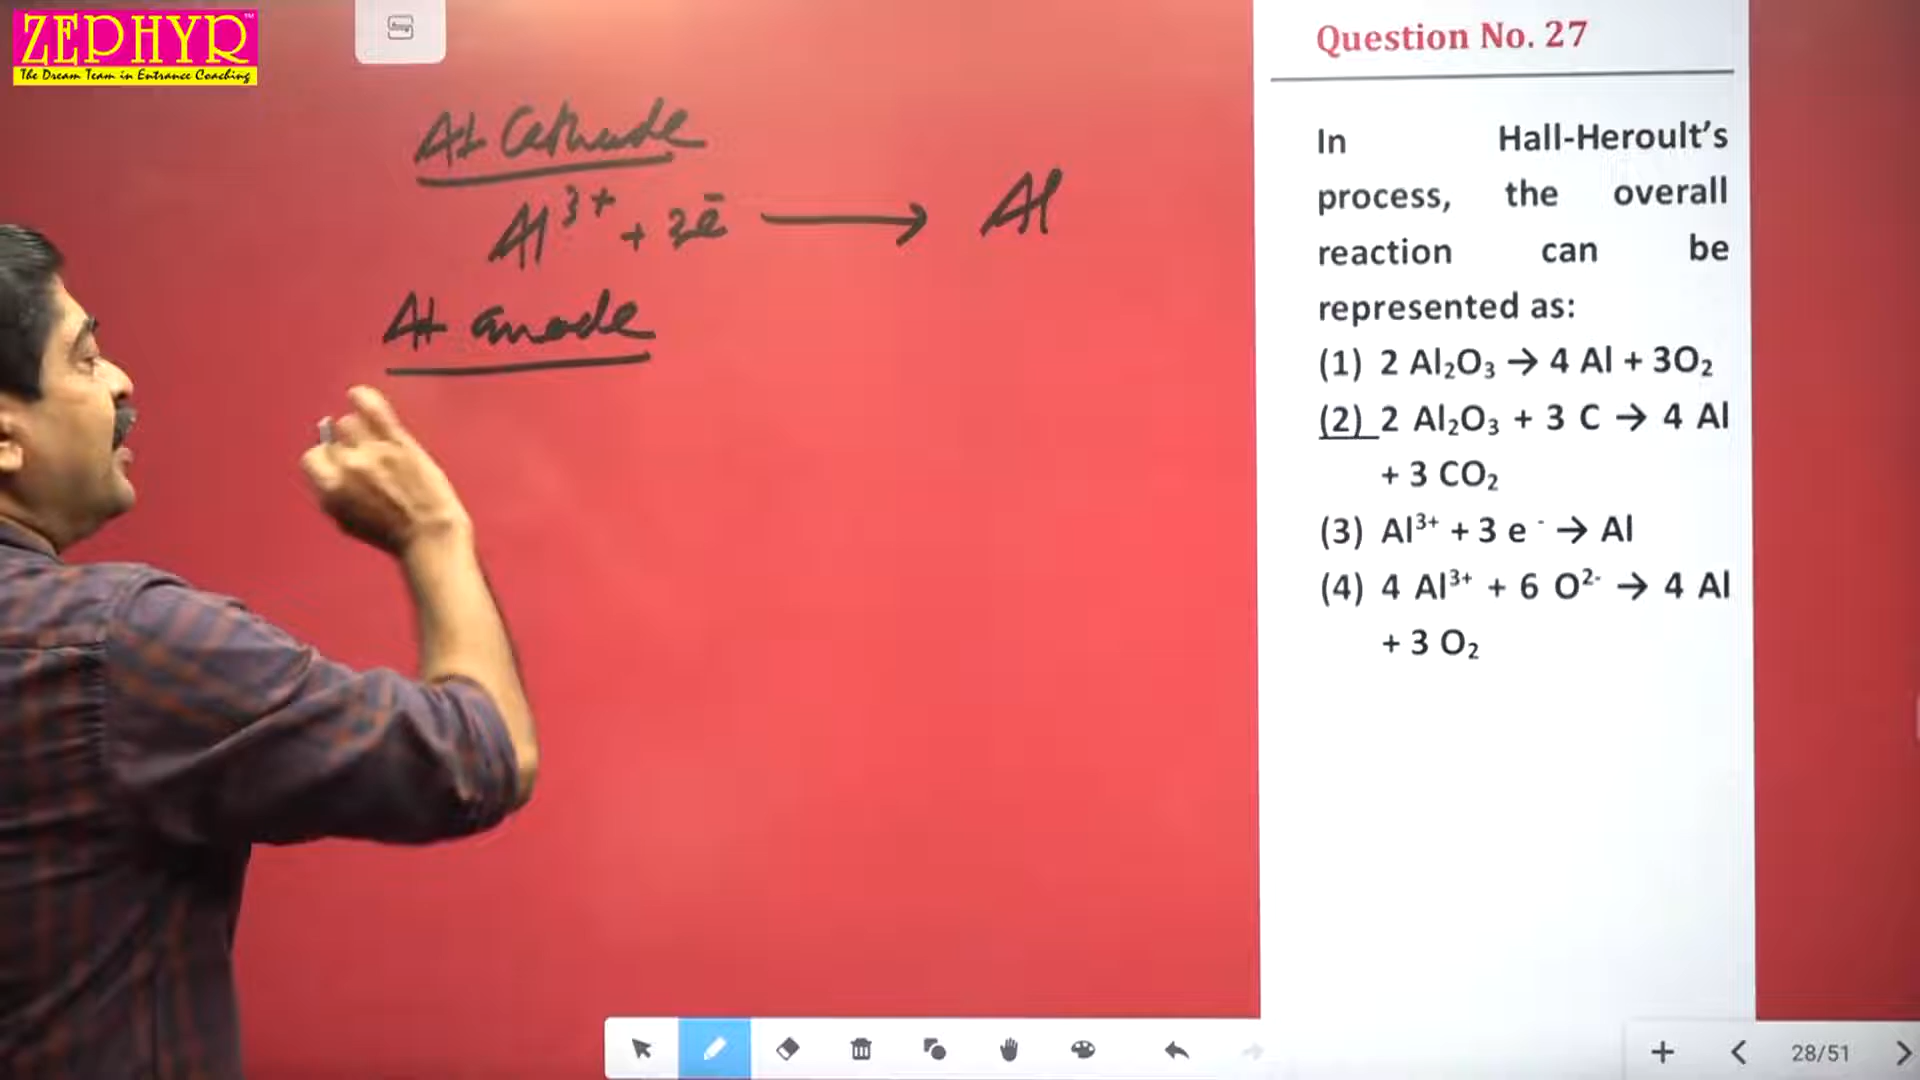 ZEPHYR™
The Dream Team in Entrance Coaching
At Cathode
Al³⁺ + 3e⁻ ⟶ Al
At anode
Question No. 27
In Hall-Heroult’s
process, the overall
reaction can be
represented as:
(1) 2 Al₂O₃ → 4 Al + 3O₂
(2) 2 Al₂O₃ + 3 C → 4 Al
+ 3 CO₂
(3) Al³⁺ + 3 e ⁻ → Al
(4) 4 Al³⁺ + 6 O²⁻ → 4 Al
+ 3 O₂
28/51